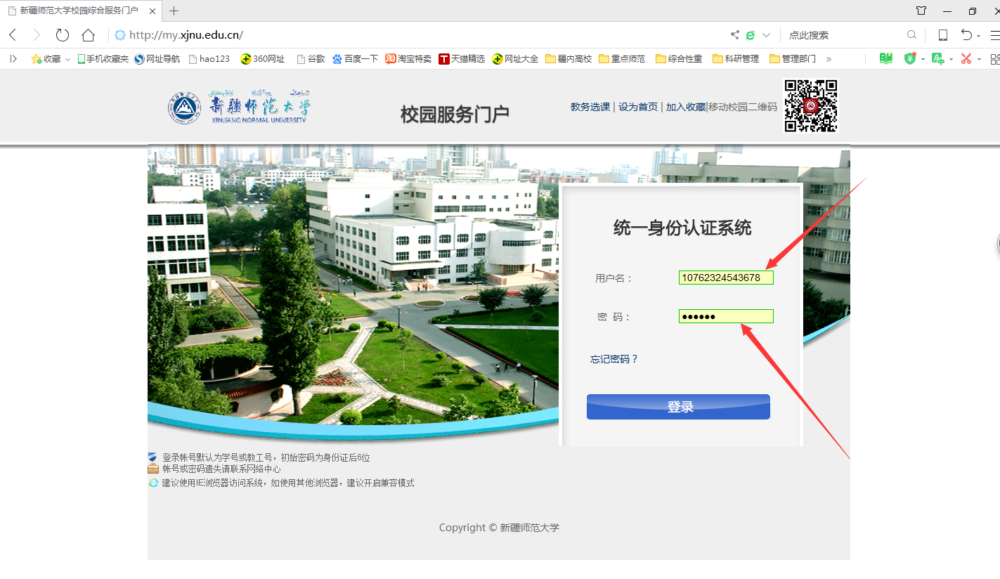 新疆师范大学校园综合服务门户
http://my.xjnu.edu.cn/
点此搜索
收藏 手机收藏夹 网址导航 hao123 360网址 谷歌 百度一下 淘宝特卖 天猫精选 网址大全 疆内高校 重点师范 综合性重 科研管理 管理部门 »
新疆师范大学
XINJIANG NORMAL UNIVERSITY
校园服务门户
教务选课 | 设为首页 | 加入收藏|移动校园二维码
统一身份认证系统
用户名： 10762324543678
密 码： ●●●●●●
忘记密码？
登录
登录帐号默认为学号或教工号，初始密码为身份证后6位
帐号或密码遗失请联系网络中心
建议使用IE浏览器访问系统，如使用其他浏览器，建议开启兼容模式
Copyright © 新疆师范大学